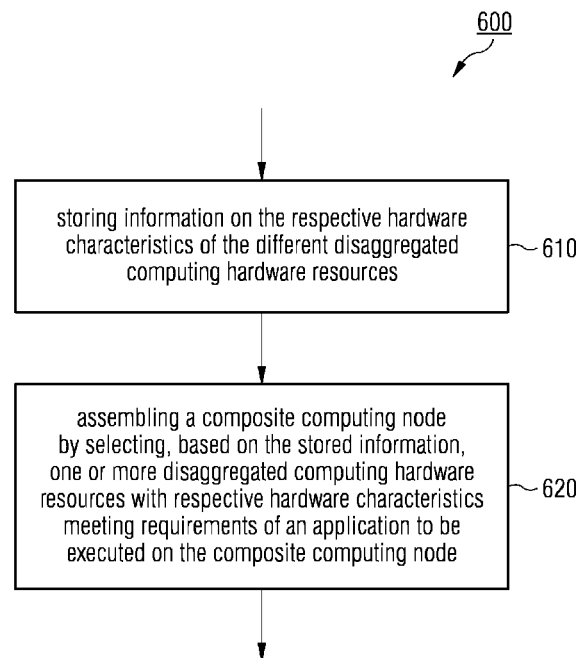 600
storing information on the respective hardware
characteristics of the different disaggregated
computing hardware resources
610
assembling a composite computing node
by selecting, based on the stored information,
one or more disaggregated computing hardware
resources with respective hardware characteristics
meeting requirements of an application to be
executed on the composite computing node
620